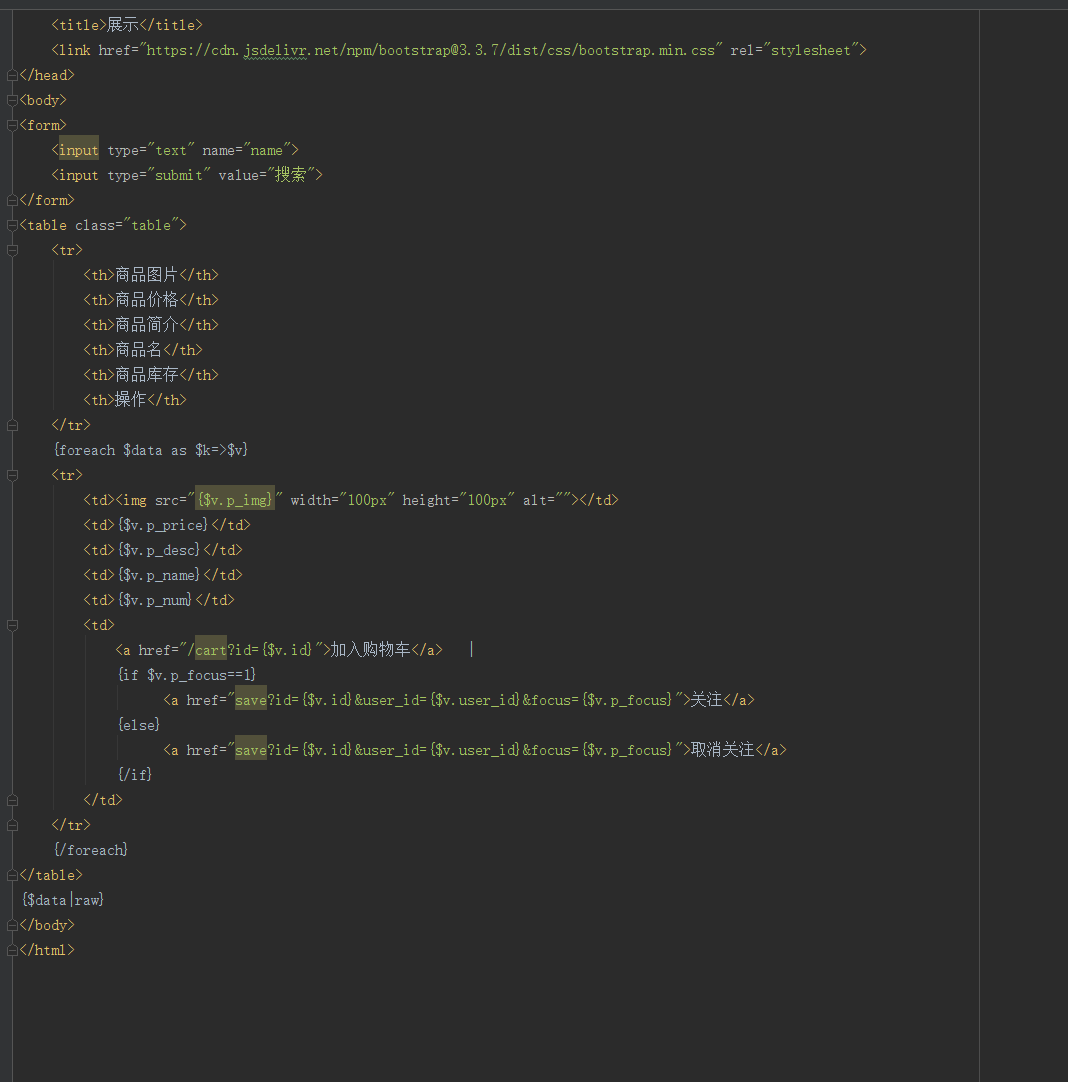 <title>展示</title>
<link href="https://cdn.jsdelivr.net/npm/bootstrap@3.3.7/dist/css/bootstrap.min.css" rel="stylesheet">
</head>
<body>
<form>
<input type="text" name="name">
<input type="submit" value="搜索">
</form>
<table class="table">
<tr>
<th>商品图片</th>
<th>商品价格</th>
<th>商品简介</th>
<th>商品名</th>
<th>商品库存</th>
<th>操作</th>
</tr>
{foreach $data as $k=>$v}
<tr>
<td><img src="{$v.p_img}" width="100px" height="100px" alt=""></td>
<td>{$v.p_price}</td>
<td>{$v.p_desc}</td>
<td>{$v.p_name}</td>
<td>{$v.p_num}</td>
<td>
<a href="/cart?id={$v.id}">加入购物车</a> |
{if $v.p_focus==1}
<a href="save?id={$v.id}&user_id={$v.user_id}&focus={$v.p_focus}">关注</a>
{else}
<a href="save?id={$v.id}&user_id={$v.user_id}&focus={$v.p_focus}">取消关注</a>
{/if}
</td>
</tr>
{/foreach}
</table>
{$data|raw}
</body>
</html>